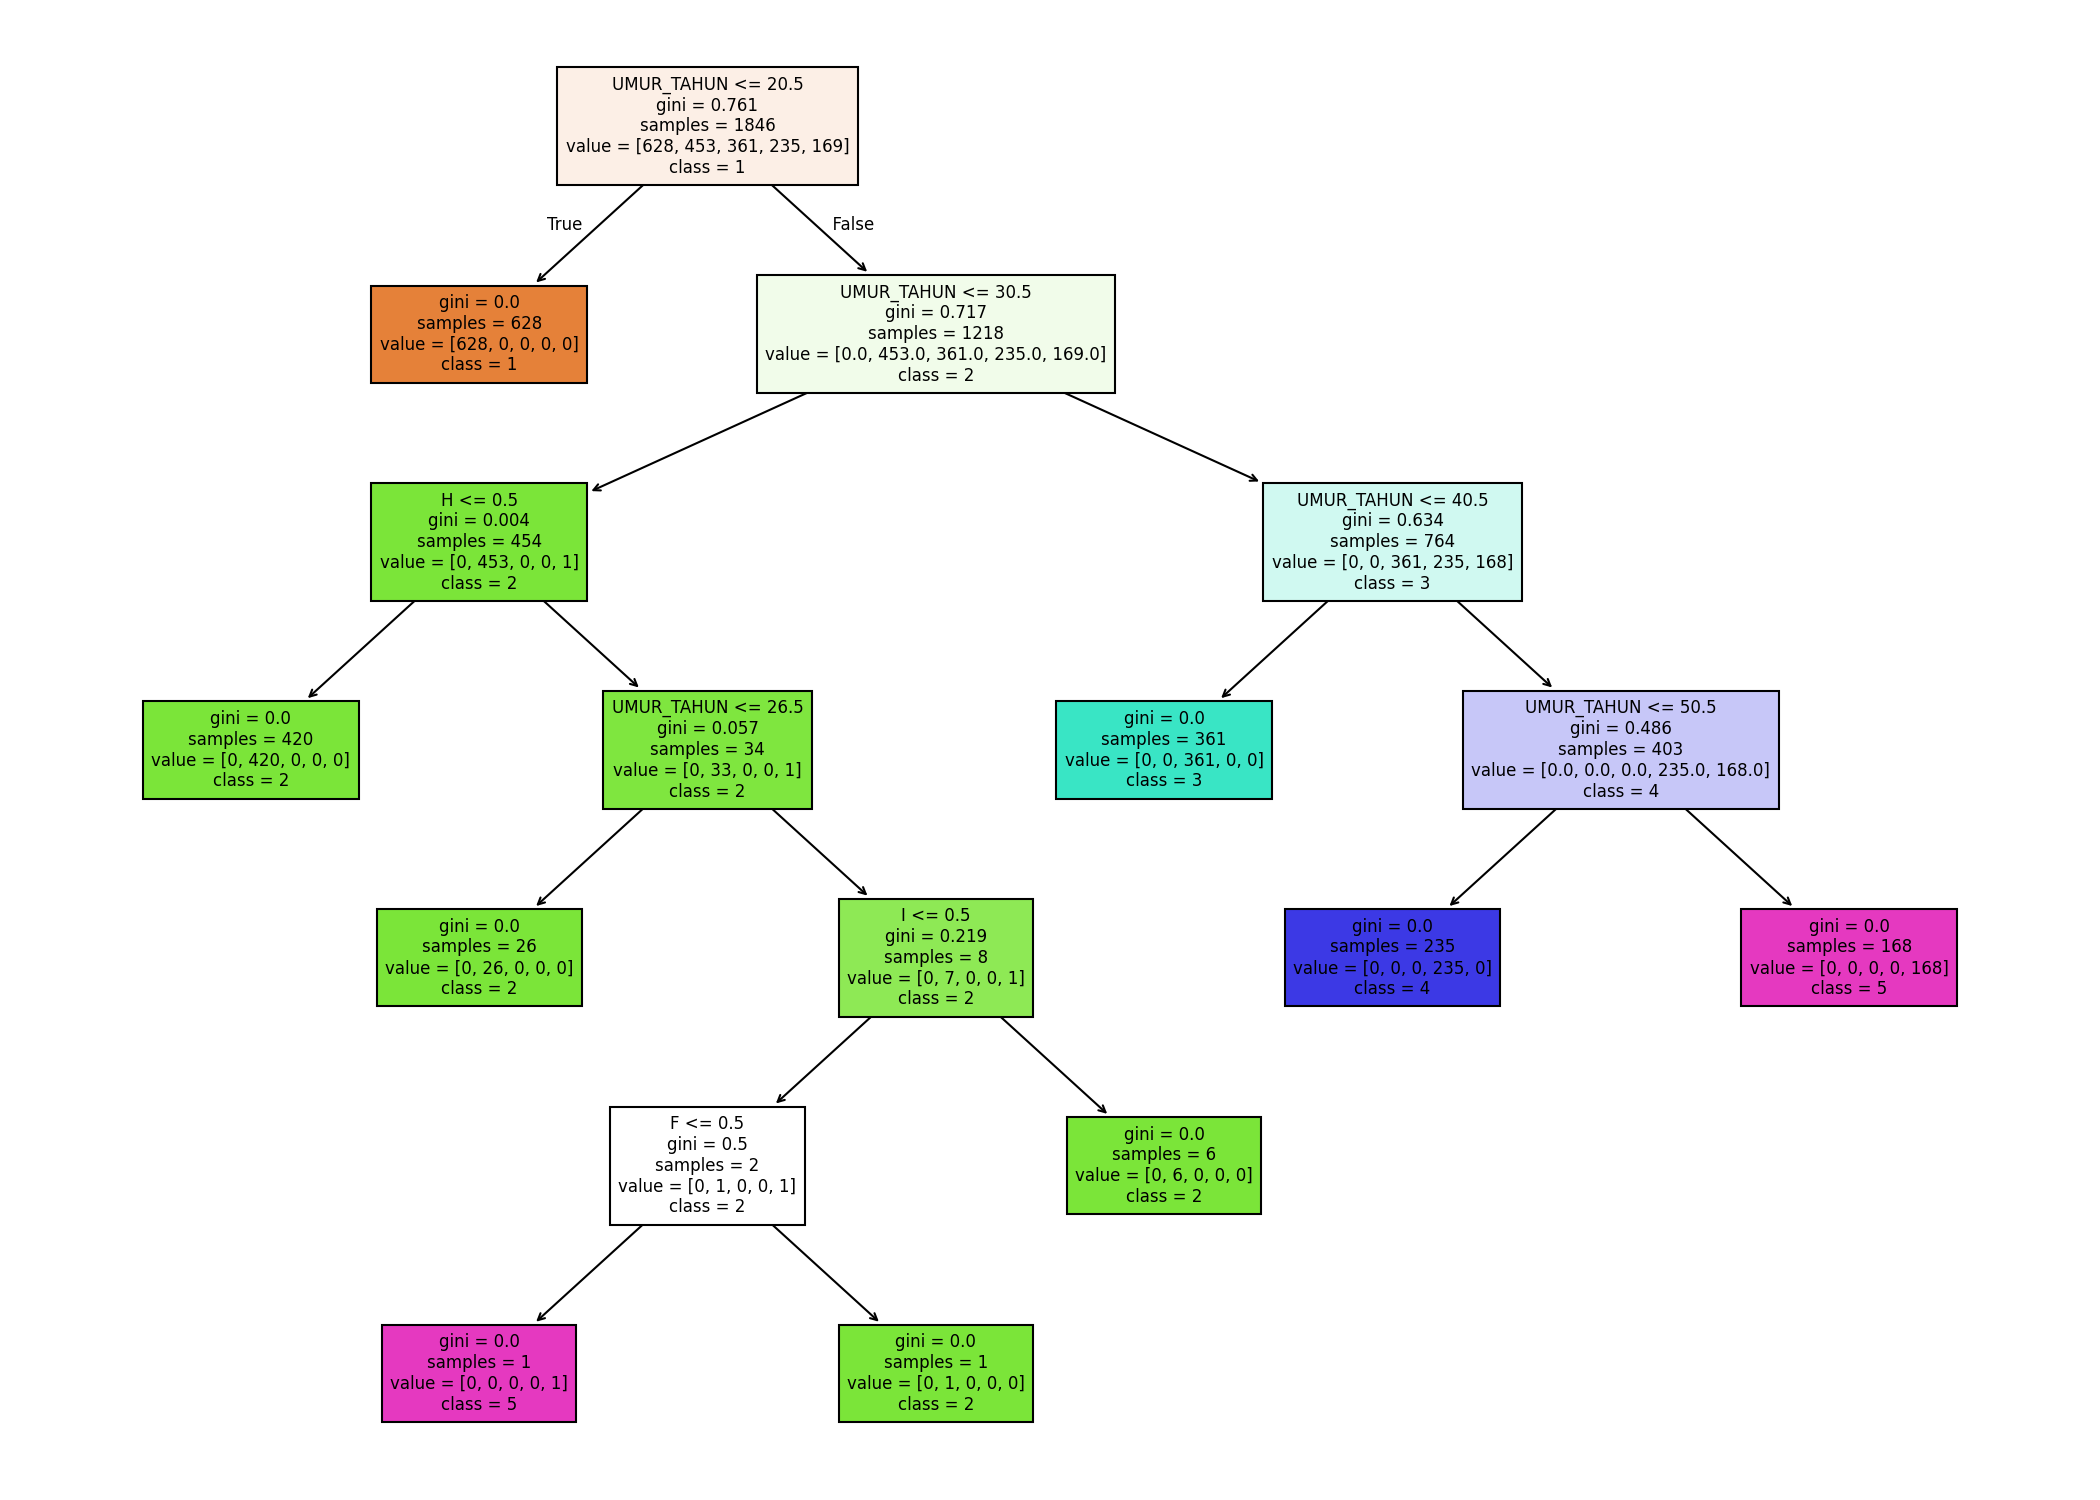 UMUR_TAHUN <= 20.5
gini = 0.761
samples = 1846
value = [628, 453, 361, 235, 169]
class = 1
True
False
gini = 0.0
samples = 628
value = [628, 0, 0, 0, 0]
class = 1
UMUR_TAHUN <= 30.5
gini = 0.717
samples = 1218
value = [0.0, 453.0, 361.0, 235.0, 169.0]
class = 2
H <= 0.5
gini = 0.004
samples = 454
value = [0, 453, 0, 0, 1]
class = 2
UMUR_TAHUN <= 40.5
gini = 0.634
samples = 764
value = [0, 0, 361, 235, 168]
class = 3
gini = 0.0
samples = 420
value = [0, 420, 0, 0, 0]
class = 2
UMUR_TAHUN <= 26.5
gini = 0.057
samples = 34
value = [0, 33, 0, 0, 1]
class = 2
gini = 0.0
samples = 361
value = [0, 0, 361, 0, 0]
class = 3
UMUR_TAHUN <= 50.5
gini = 0.486
samples = 403
value = [0.0, 0.0, 0.0, 235.0, 168.0]
class = 4
gini = 0.0
samples = 26
value = [0, 26, 0, 0, 0]
class = 2
I <= 0.5
gini = 0.219
samples = 8
value = [0, 7, 0, 0, 1]
class = 2
gini = 0.0
samples = 235
value = [0, 0, 0, 235, 0]
class = 4
gini = 0.0
samples = 168
value = [0, 0, 0, 0, 168]
class = 5
F <= 0.5
gini = 0.5
samples = 2
value = [0, 1, 0, 0, 1]
class = 2
gini = 0.0
samples = 6
value = [0, 6, 0, 0, 0]
class = 2
gini = 0.0
samples = 1
value = [0, 0, 0, 0, 1]
class = 5
gini = 0.0
samples = 1
value = [0, 1, 0, 0, 0]
class = 2